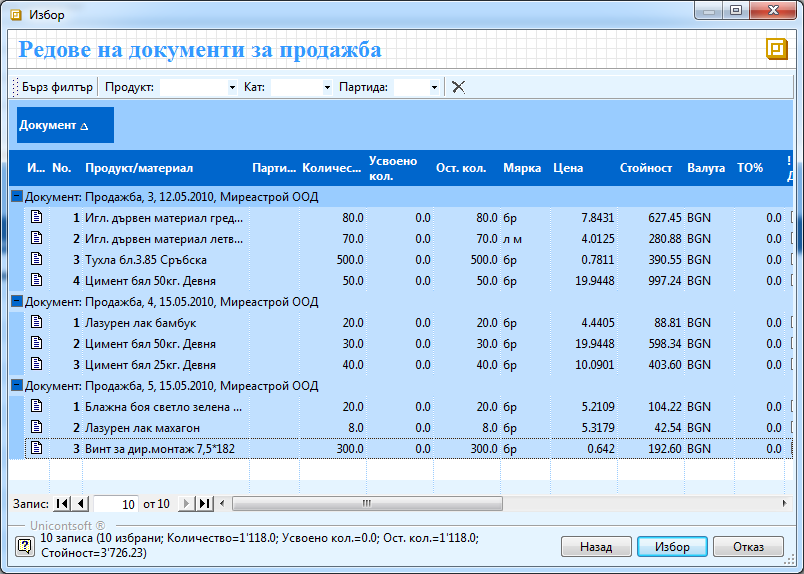 Избор
Редове на документи за продажба
Бърз филтър Продукт: Кат: Партида:
Документ
И... No. Продукт/материал Парти... Количес... Усвоено кол. Ост. кол. Мярка Цена Стойност Валута ТО% ! Д
Документ: Продажба, 3, 12.05.2010, Миреастрой ООД
1 Игл. дървен материал гред... 80.0 0.0 80.0 бр 7.8431 627.45 BGN 0.0
2 Игл. дървен материал летв... 70.0 0.0 70.0 л м 4.0125 280.88 BGN 0.0
3 Тухла бл.3.85 Сръбска 500.0 0.0 500.0 бр 0.7811 390.55 BGN 0.0
4 Цимент бял 50кг. Девня 50.0 0.0 50.0 бр 19.9448 997.24 BGN 0.0
Документ: Продажба, 4, 15.05.2010, Миреастрой ООД
1 Лазурен лак бамбук 20.0 0.0 20.0 бр 4.4405 88.81 BGN 0.0
2 Цимент бял 50кг. Девня 30.0 0.0 30.0 бр 19.9448 598.34 BGN 0.0
3 Цимент бял 25кг. Девня 40.0 0.0 40.0 бр 10.0901 403.60 BGN 0.0
Документ: Продажба, 5, 15.05.2010, Миреастрой ООД
1 Блажна боя светло зелена ... 20.0 0.0 20.0 бр 5.2109 104.22 BGN 0.0
2 Лазурен лак махагон 8.0 0.0 8.0 бр 5.3179 42.54 BGN 0.0
3 Винт за дир.монтаж 7,5*182 300.0 0.0 300.0 бр 0.642 192.60 BGN 0.0
Запис: 10 от 10
Unicontsoft ®
10 записа (10 избрани; Количество=1'118.0; Усвоено кол.=0.0; Ост. кол.=1'118.0;
Стойност=3'726.23)
Назад Избор Отказ